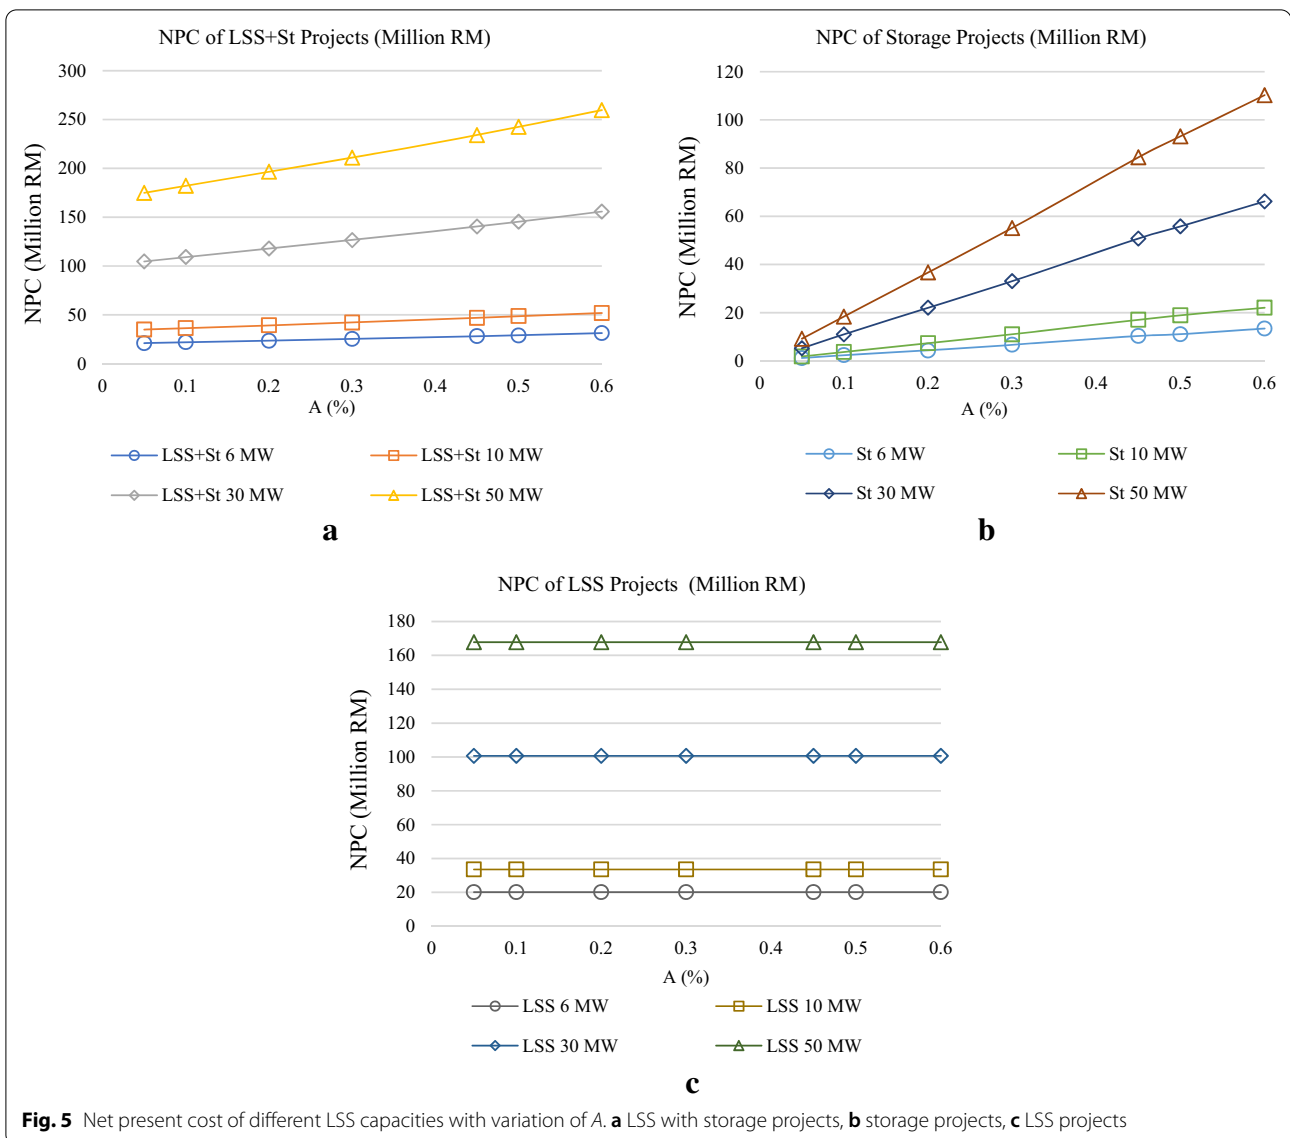 NPC of LSS+St Projects (Million RM)
NPC (Million RM)
300
250
200
150
100
50
0
0 0.1 0.2 0.3 0.4 0.5 0.6
A (%)
LSS+St 6 MW LSS+St 10 MW
LSS+St 30 MW LSS+St 50 MW
a
NPC of Storage Projects (Million RM)
NPC (Million RM)
120
100
80
60
40
20
0
0 0.1 0.2 0.3 0.4 0.5 0.6
A (%)
St 6 MW St 10 MW
St 30 MW St 50 MW
b
NPC of LSS Projects (Million RM)
NPC (Million RM)
180
160
140
120
100
80
60
40
20
0
0 0.1 0.2 0.3 0.4 0.5 0.6
A (%)
LSS 6 MW LSS 10 MW
LSS 30 MW LSS 50 MW
c
Fig. 5 Net present cost of different LSS capacities with variation of A. a LSS with storage projects, b storage projects, c LSS projects